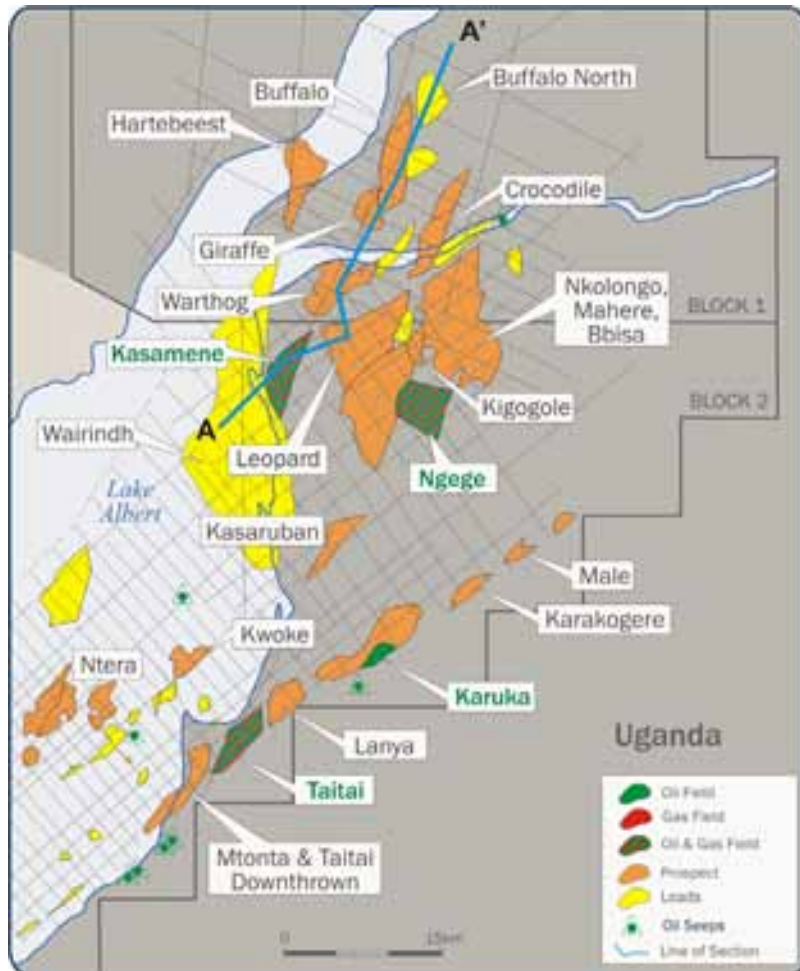 A'
Buffalo North
Buffalo
Hartebeest
Crocodile
Giraffe
Warthog
Nkolongo,
Mahere,
Bbisa
BLOCK 1
Kasamene
Kigogole
BLOCK 2
A
Wairindh
Leopard
Ngege
Lake
Albert
Kasaruban
Male
Karakogere
Kwoke
Ntera
Karuka
Lanya
Taitai
Mtonta & Taitai
Downthrown
Uganda
Oil Field
Gas Field
Oil & Gas Field
Prospect
Leads
Oil Seeps
Line of Section
0 15km